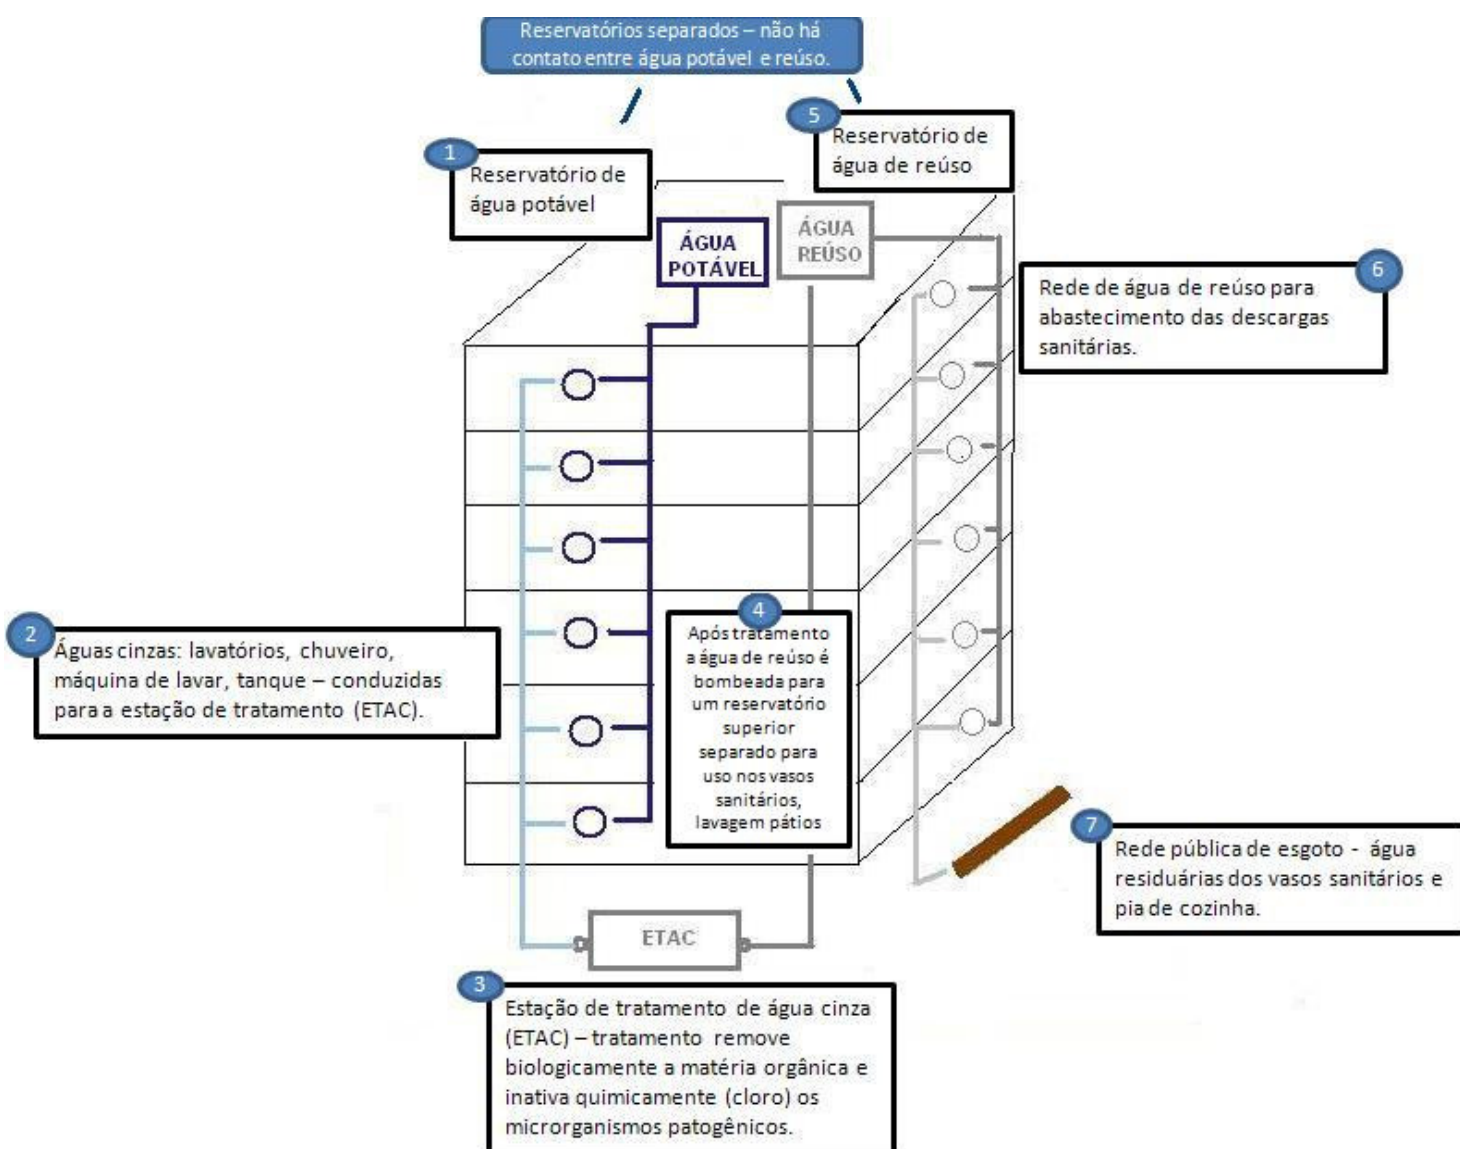 Reservatórios separados – não há
contato entre água potável e reúso.
1
Reservatório de
água potável
5
Reservatório de
água de reúso
ÁGUA
POTÁVEL
ÁGUA
REÚSO
6
Rede de água de reúso para
abastecimento das descargas
sanitárias.
2
Águas cinzas: lavatórios, chuveiro,
máquina de lavar, tanque – conduzidas
para a estação de tratamento (ETAC).
4
Após tratamento
a água de reúso é
bombeada para
um reservatório
superior
separado para
uso nos vasos
sanitários,
lavagem pátios
7
Rede pública de esgoto - água
residuárias dos vasos sanitários e
pia de cozinha.
ETAC
3
Estação de tratamento de água cinza
(ETAC) – tratamento remove
biologicamente a matéria orgânica e
inativa quimicamente (cloro) os
microrganismos patogênicos.